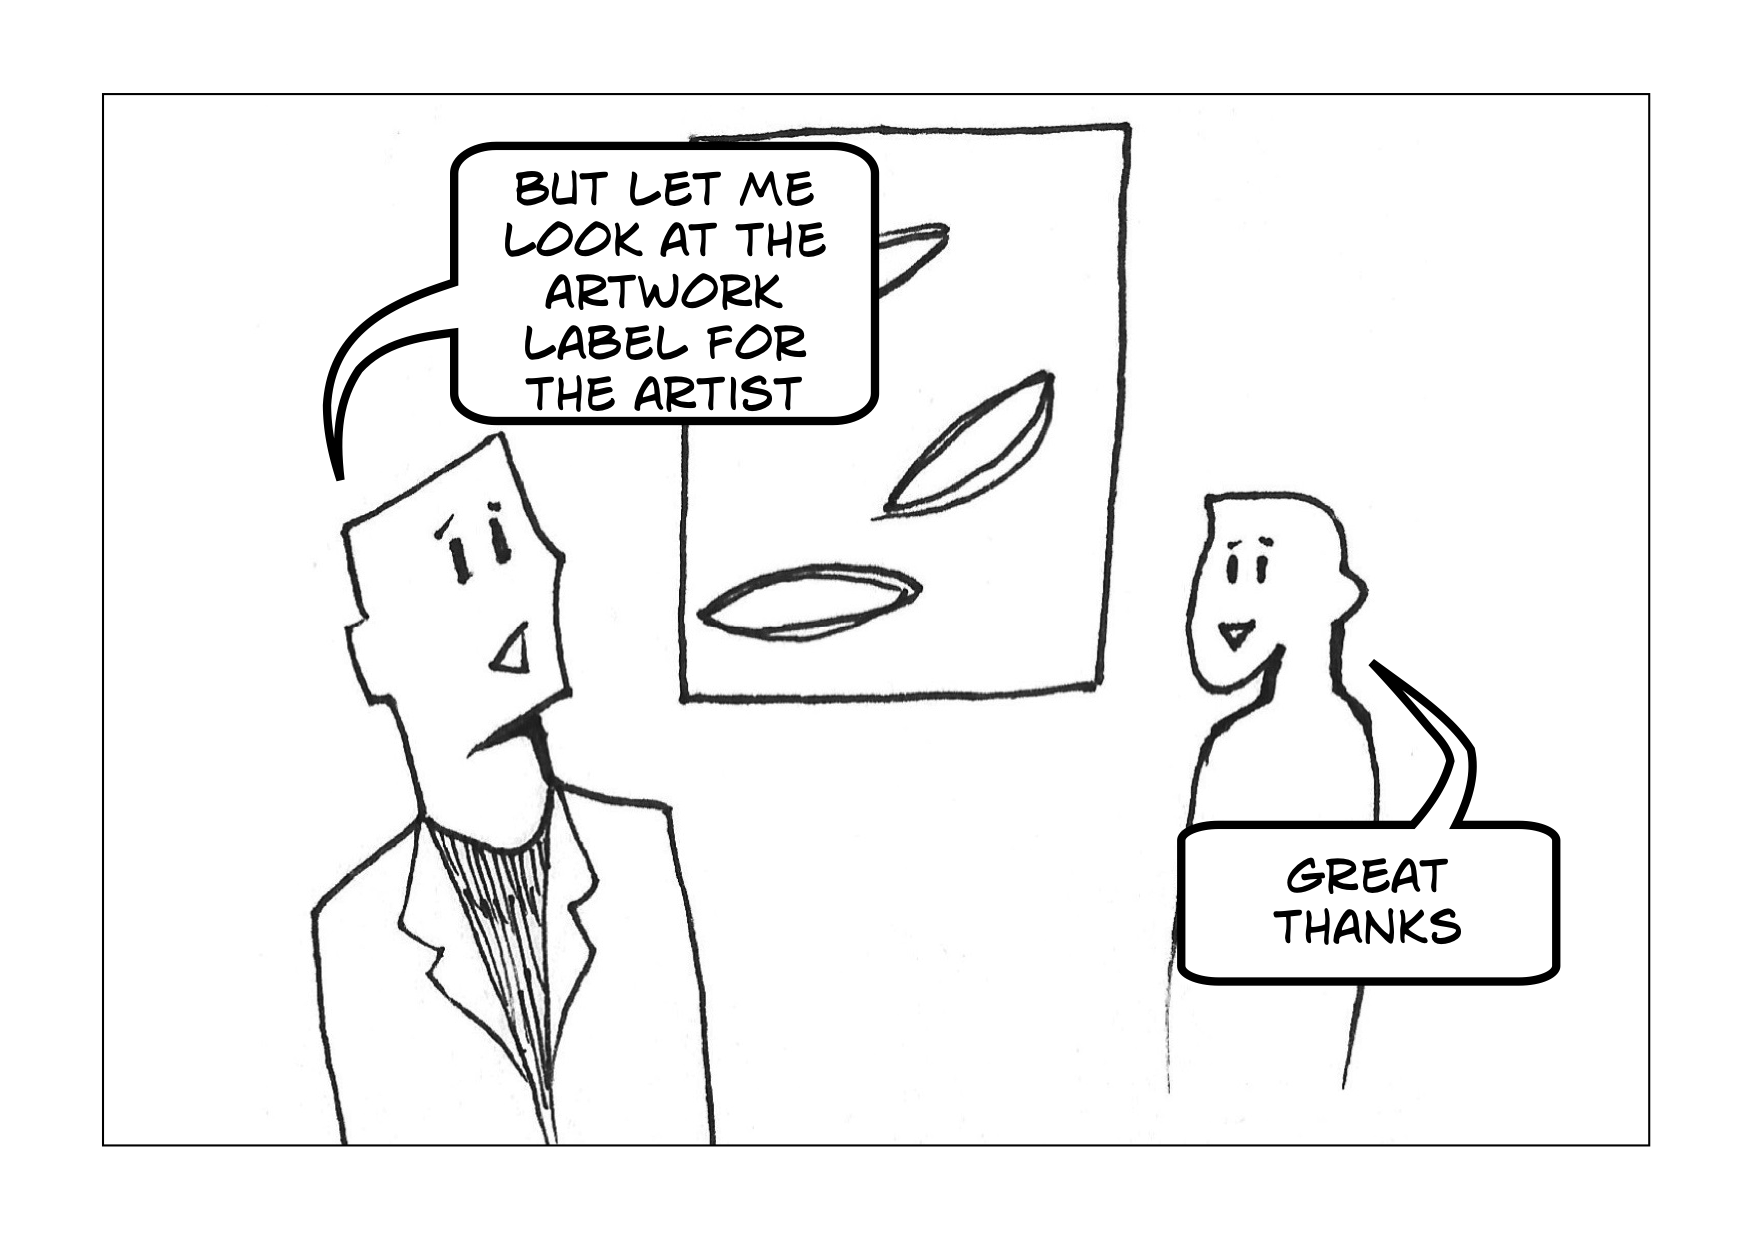 BUT LET ME
LOOK AT THE
ARTWORK
LABEL FOR
THE ARTIST
GREAT
THANKS